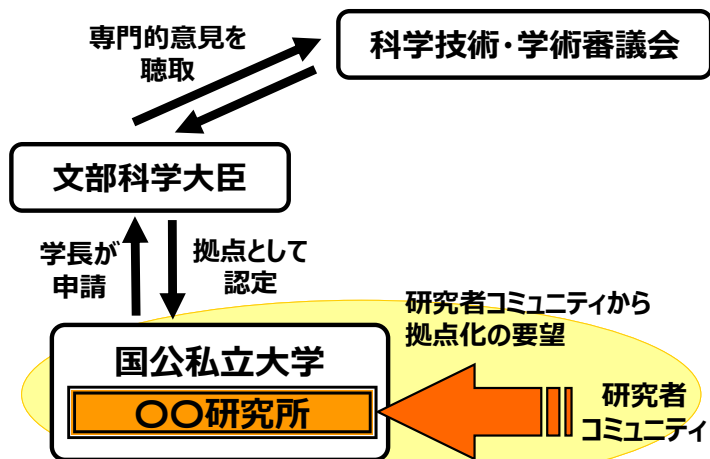 専門的意見を
聴取
科学技術・学術審議会
文部科学大臣
学長が
申請
拠点として
認定
研究者コミュニティから
拠点化の要望
国公私立大学
〇〇研究所
研究者
コミュニティ